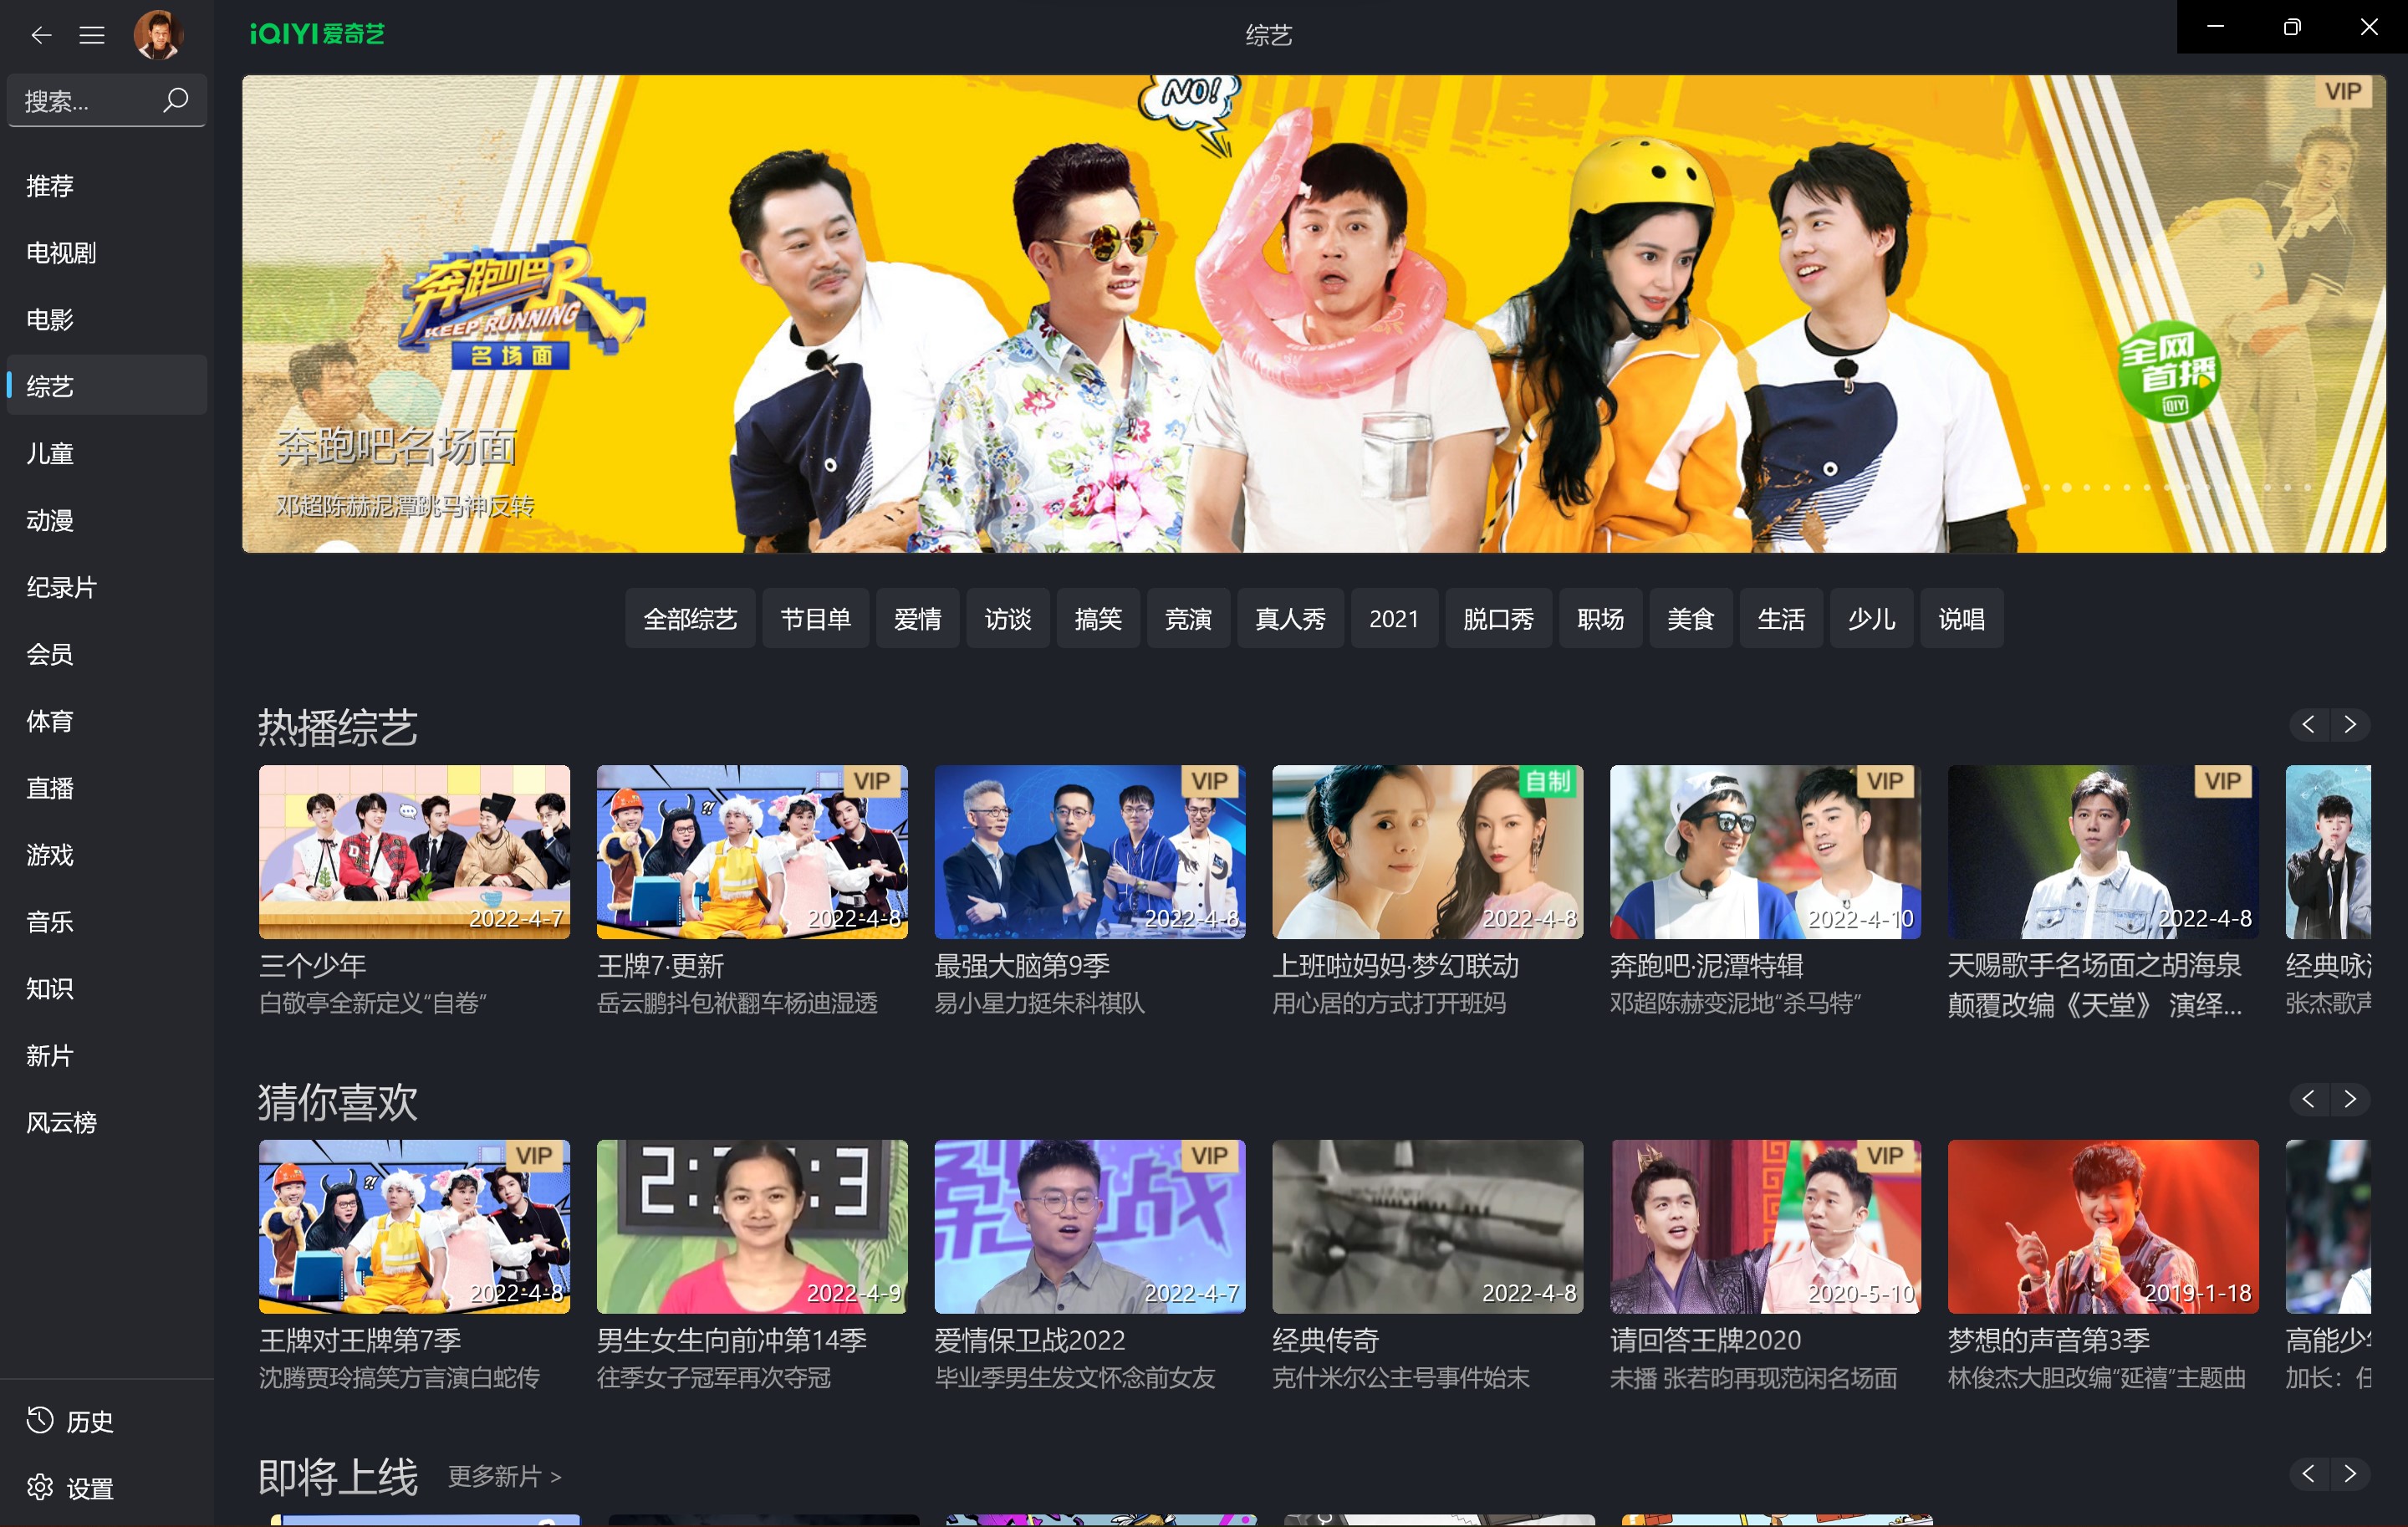 iQIYI 爱奇艺
综艺
搜索...
推荐
电视剧
电影
综艺
儿童
动漫
纪录片
会员
体育
直播
游戏
音乐
知识
新片
风云榜
历史
设置
VIP
NO!
奔跑吧R
KEEP RUNNING
名场面
全网
首播
QIY
奔跑吧名场面
邓超陈赫泥潭跳马神反转
全部综艺 节目单 爱情 访谈 搞笑 竞演 真人秀 2021 脱口秀 职场 美食 生活 少儿 说唱
热播综艺
2022-4-7
三个少年
白敬亭全新定义“自卷”
VIP
?!
2022-4-8
王牌7·更新
岳云鹏抖包袱翻车杨迪湿透
VIP
2022-4-8
最强大脑第9季
易小星力挺朱科祺队
自制
2022-4-8
上班啦妈妈·梦幻联动
用心居的方式打开班妈
VIP
2022-4-10
奔跑吧·泥潭特辑
邓超陈赫变泥地“杀马特”
VIP
2022-4-8
天赐歌手名场面之胡海泉
颠覆改编《天堂》 演绎...
经典咏
张杰歌声
猜你喜欢
VIP
?!
2022-4-8
王牌对王牌第7季
沈腾贾玲搞笑方言演白蛇传
2: :3
2022-4-9
男生女生向前冲第14季
往季女子冠军再次夺冠
VIP
战
2022-4-7
爱情保卫战2022
毕业季男生发文怀念前女友
2022-4-8
经典传奇
克什米尔公主号事件始末
VIP
2020-5-10
请回答王牌2020
未播 张若昀再现范闲名场面
2019-1-18
梦想的声音第3季
林俊杰大胆改编“延禧”主题曲
高能少
加长：
即将上线 更多新片 >